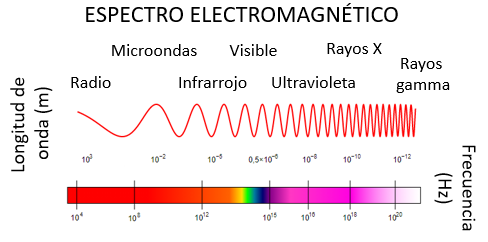 ESPECTRO ELECTROMAGNÉTICO
Microondas Visible Rayos X
Radio Infrarrojo Ultravioleta Rayos gamma
Longitud de onda (m)
10³ 10⁻² 10⁻⁵ 0,5×10⁻⁶ 10⁻⁸ 10⁻¹⁰ 10⁻¹²
Frecuencia (Hz)
10⁴ 10⁸ 10¹² 10¹⁵ 10¹⁶ 10¹⁸ 10²⁰